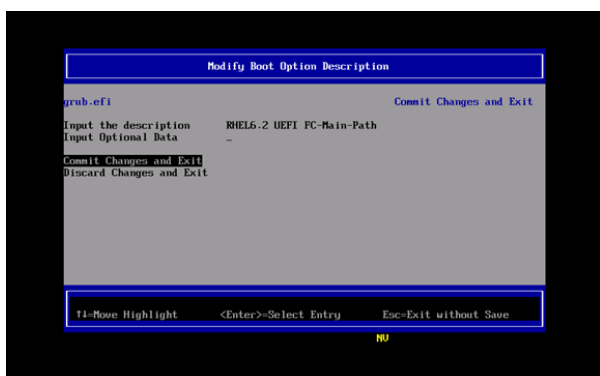 Modify Boot Option Description
grub.efi Commit Changes and Exit
Input the description RHEL6.2 UEFI FC-Main-Path
Input Optional Data _
Commit Changes and Exit
Discard Changes and Exit
↑↓=Move Highlight <Enter>=Select Entry Esc=Exit without Save
NV